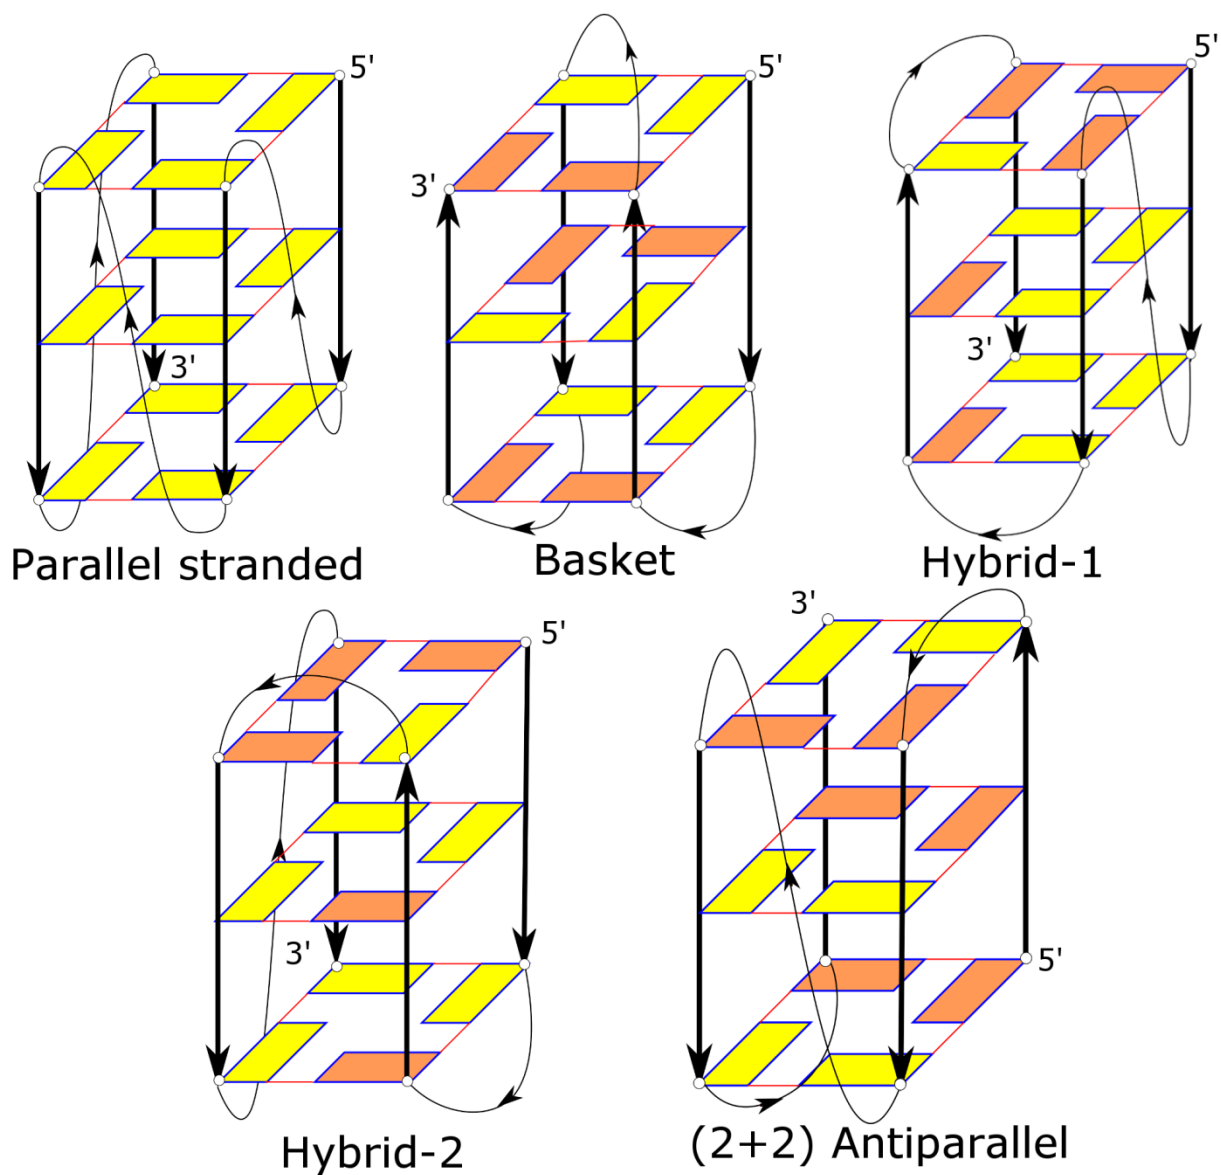 5'
3'
Parallel stranded
5'
3'
Basket
5'
3'
Hybrid-1
5'
3'
Hybrid-2
3'
5'
(2+2) Antiparallel